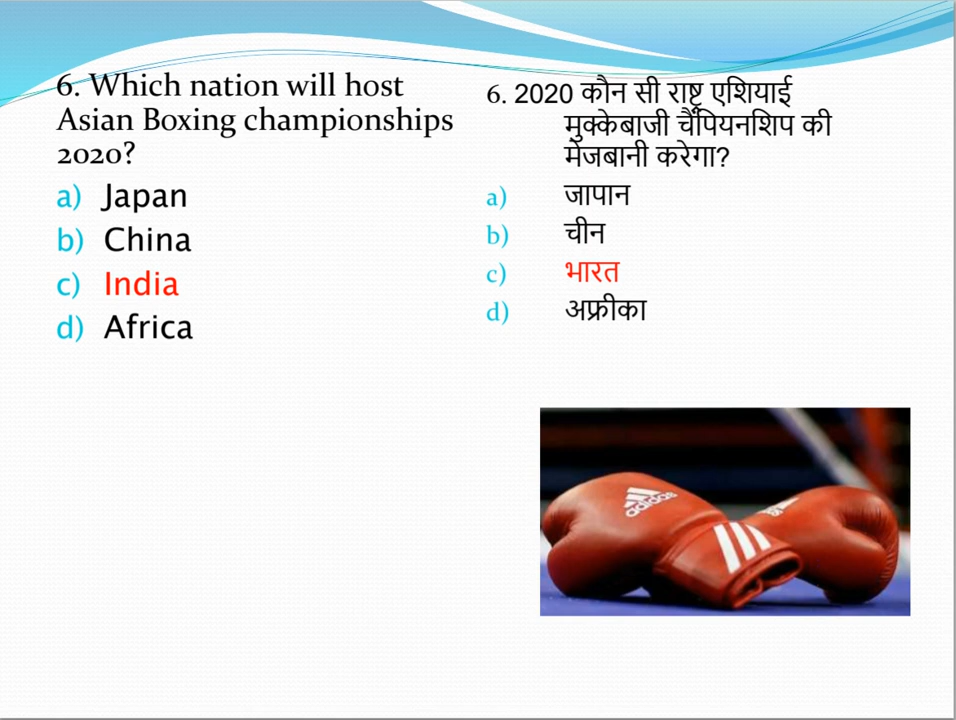 6. Which nation will host
Asian Boxing championships
2020?
a) Japan
b) China
c) India
d) Africa
6. 2020 कौन सी राष्ट्र एशियाई
मुक्केबाजी चैंपियनशिप की
मेजबानी करेगा?
a) जापान
b) चीन
c) भारत
d) अफ्रीका
adidas